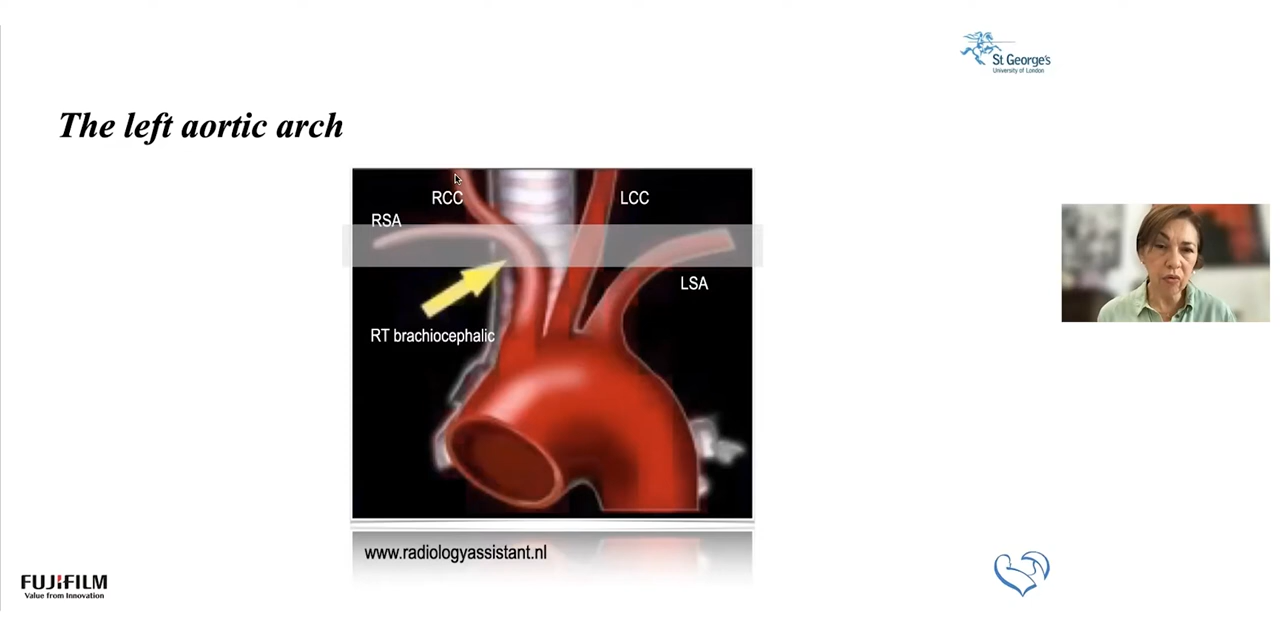 St George's
University of London
The left aortic arch
RCC
LCC
RSA
LSA
RT brachiocephalic
www.radiologyassistant.nl
FUJIFILM
Value from Innovation